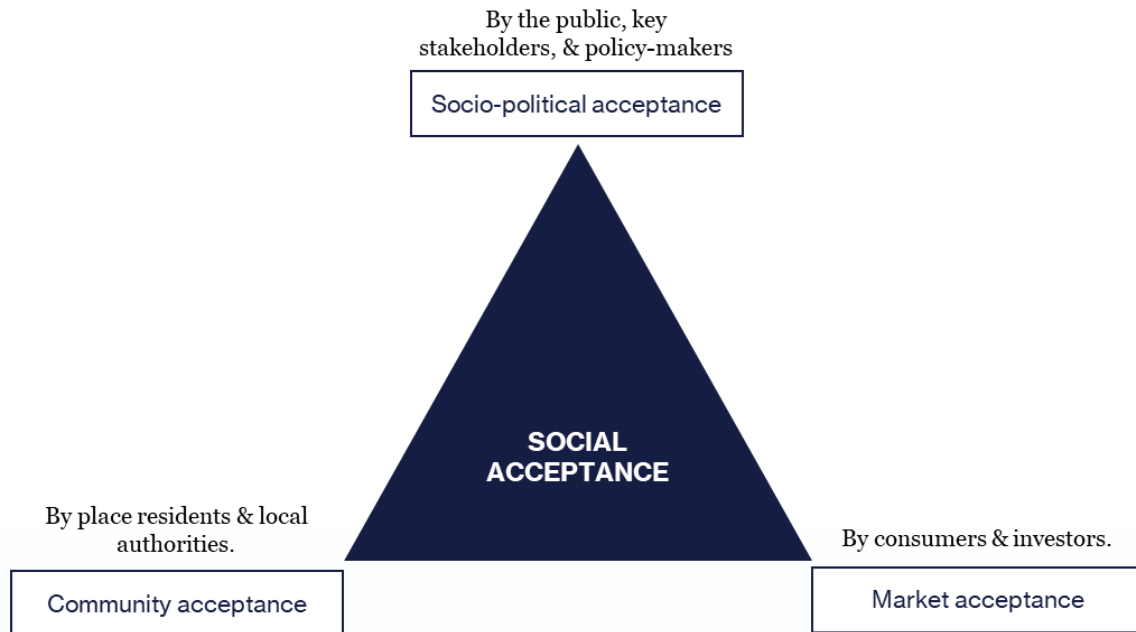 By the public, key
stakeholders, & policy-makers
Socio-political acceptance
SOCIAL
ACCEPTANCE
By place residents & local
authorities.
Community acceptance
By consumers & investors.
Market acceptance